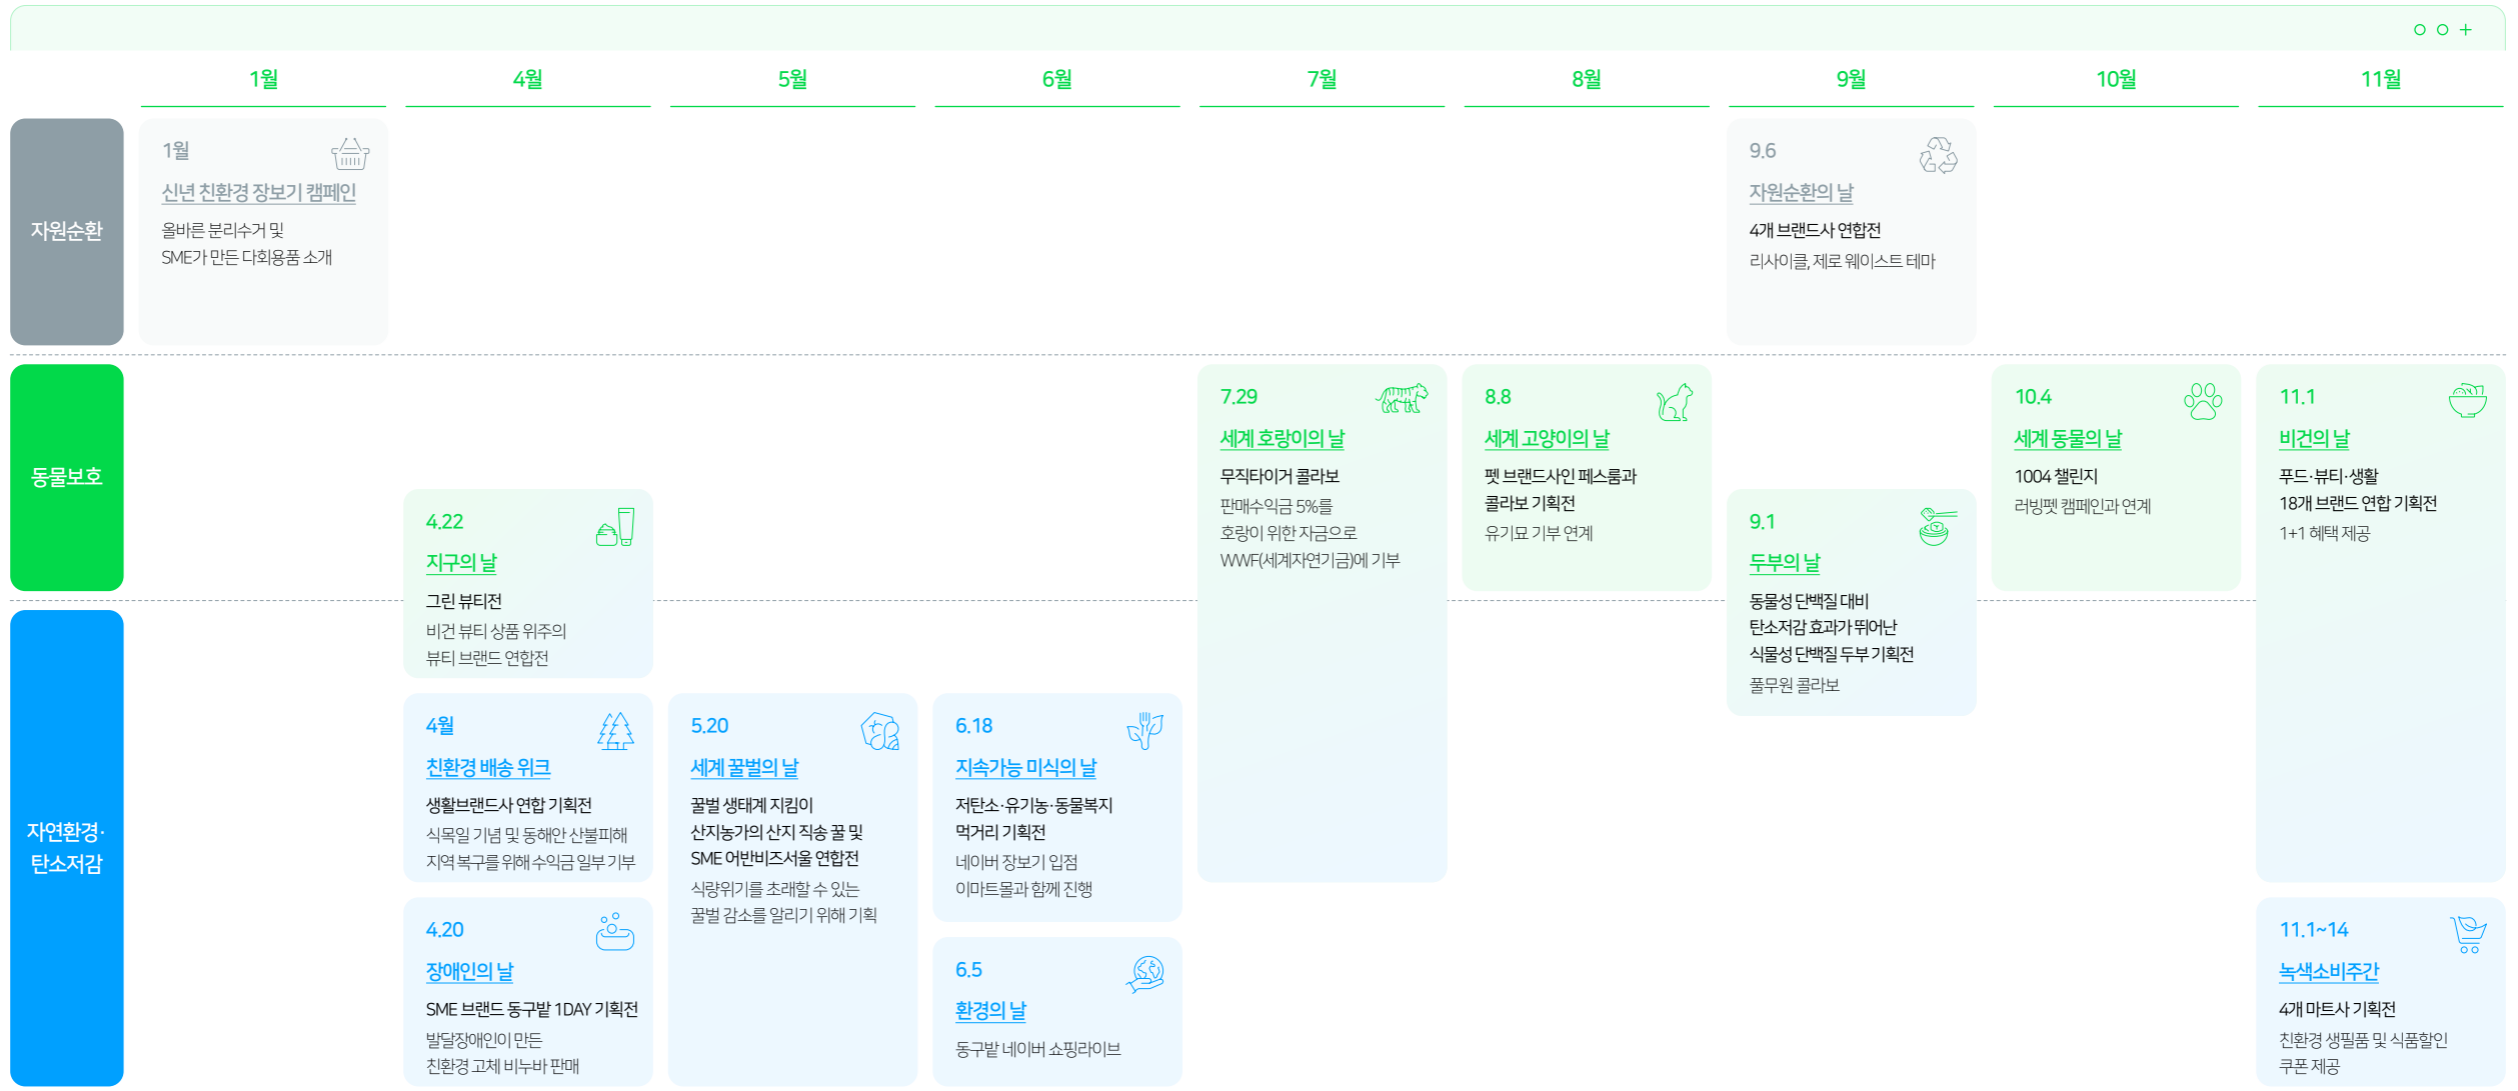 1월
4월
5월
6월
7월
8월
9월
10월
11월
자원순환
1월
신년 친환경 장보기 캠페인
올바른 분리수거 및
SME가 만든 다회용품 소개
9.6
자원순환의 날
4개 브랜드사 연합전
리사이클, 제로 웨이스트 테마
동물보호
4.22
지구의 날
그린 뷰티전
비건 뷰티 상품 위주의
뷰티 브랜드 연합전
7.29
세계 호랑이의 날
무직타이거 콜라보
판매수익금 5%를
호랑이 위한 자금으로
WWF(세계자연기금)에 기부
8.8
세계 고양이의 날
펫 브랜드사인 페스룸과
콜라보 기획전
유기묘 기부 연계
9.1
두부의 날
동물성 단백질 대비
탄소저감 효과가 뛰어난
식물성 단백질 두부 기획전
풀무원 콜라보
10.4
세계 동물의 날
1004 챌린지
러빙펫 캠페인과 연계
11.1
비건의 날
푸드·뷰티·생활
18개 브랜드 연합 기획전
1+1 혜택 제공
자연환경·
탄소저감
4월
친환경 배송 위크
생활브랜드사 연합 기획전
식목일 기념 및 동해안 산불피해
지역 복구를 위해 수익금 일부 기부
4.20
장애인의 날
SME 브랜드 동구밭 1DAY 기획전
발달장애인이 만든
친환경 고체 비누바 판매
5.20
세계 꿀벌의 날
꿀벌 생태계 지킴이
산지농가의 산지 직송 꿀 및
SME 어반비즈서울 연합전
식량위기를 초래할 수 있는
꿀벌 감소를 알리기 위해 기획
6.18
지속가능 미식의 날
저탄소·유기농·동물복지
먹거리 기획전
네이버 장보기 입점
이마트몰과 함께 진행
6.5
환경의 날
동구밭 네이버 쇼핑라이브
11.1~14
녹색소비주간
4개 마트사 기획전
친환경 생필품 및 식품할인
쿠폰 제공